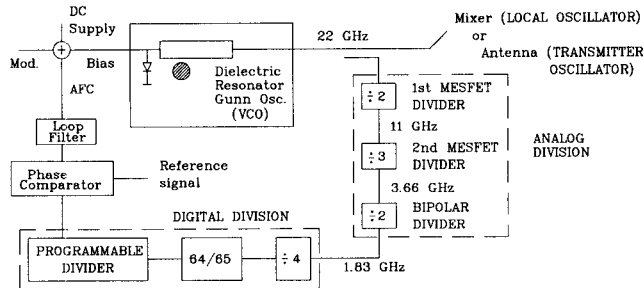 DC
Supply
Mod.
+
Bias
AFC
22 GHz
Mixer (LOCAL OSCILLATOR)
or
Antenna (TRANSMITTER
OSCILLATOR)
Dielectric
Resonator
Gunn Osc.
(VCO)
÷2
1st MESFET
DIVIDER
11 GHz
÷3
2nd MESFET
DIVIDER
3.66 GHz
÷2
BIPOLAR
DIVIDER
ANALOG
DIVISION
1.83 GHz
Loop
Filter
Phase
Comparator
Reference
signal
DIGITAL DIVISION
PROGRAMMABLE
DIVIDER
64/65
÷4